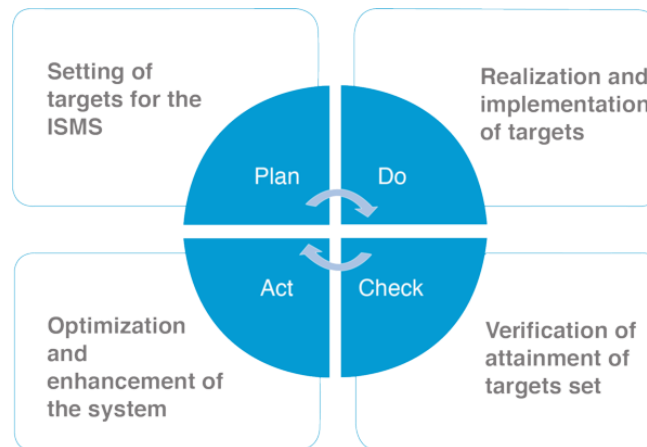 Setting of
targets for the
ISMS
Realization and
implementation
of targets
Plan
Do
Act
Check
Optimization
and
enhancement of
the system
Verification of
attainment of
targets set